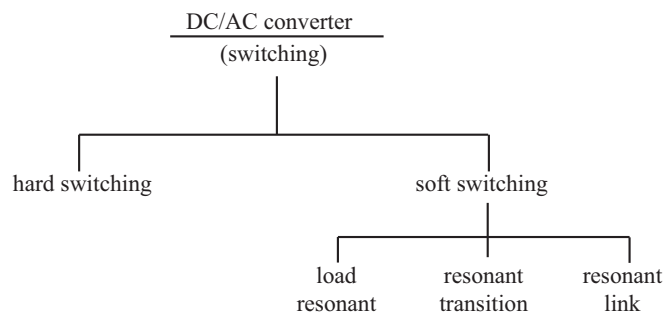 DC/AC converter
(switching)
hard switching
soft switching
load
resonant
resonant
transition
resonant
link